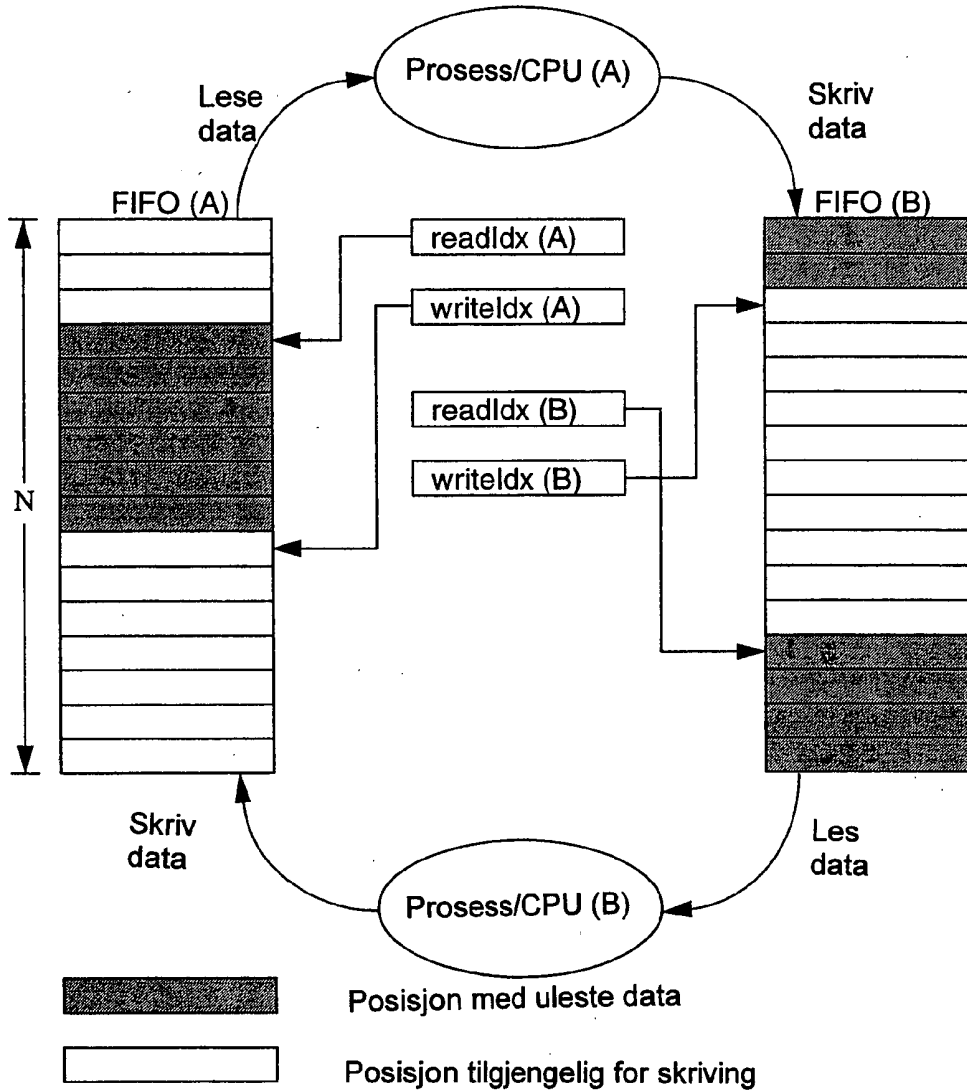 Prosess/CPU (A)
Lese
data
Skriv
data
FIFO (A)
FIFO (B)
readIdx (A)
writeIdx (A)
readIdx (B)
writeIdx (B)
N
Skriv
data
Les
data
Prosess/CPU (B)
Posisjon med uleste data
Posisjon tilgjengelig for skriving